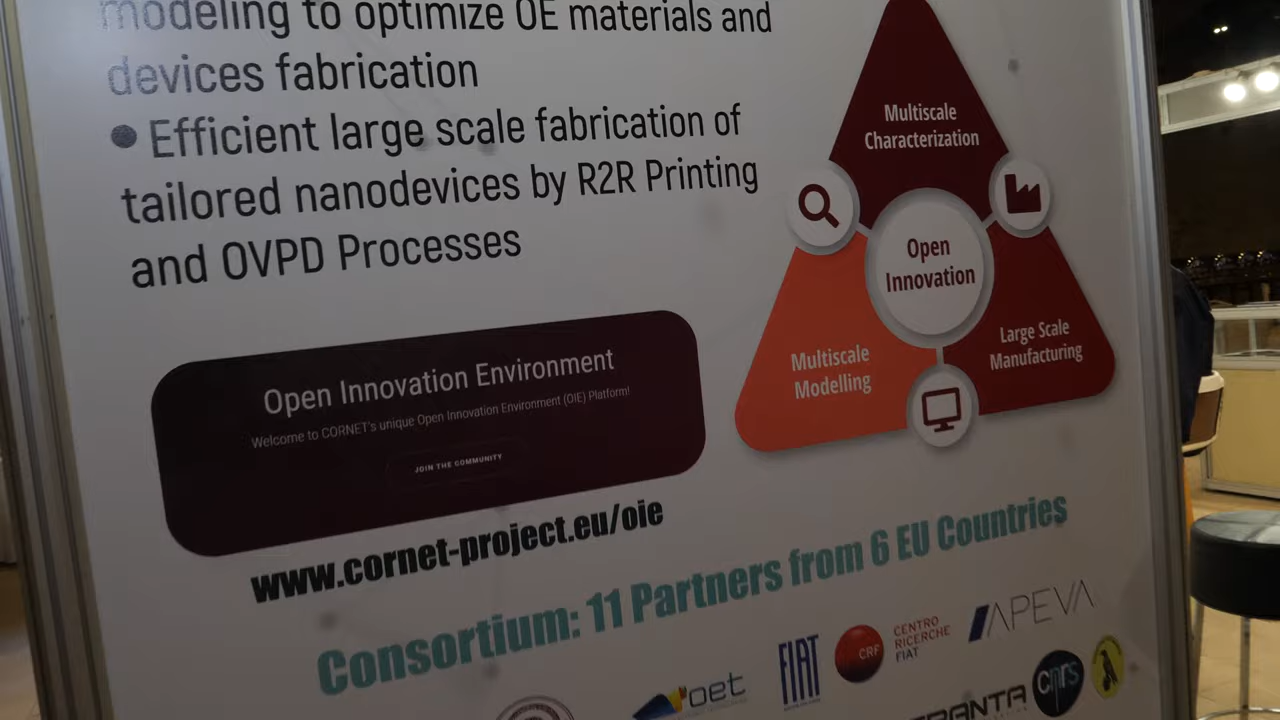 modeling to optimize OE materials and
devices fabrication
● Efficient large scale fabrication of
tailored nanodevices by R2R Printing
and OVPD Processes
Multiscale
Characterization
Open
Innovation
Multiscale
Modelling
Large Scale
Manufacturing
Open Innovation Environment
Welcome to CORNET's unique Open Innovation Environment (OIE) Platform!
JOIN THE COMMUNITY
www.cornet-project.eu/oie
Consortium: 11 Partners from 6 EU Countries
oet
FIAT
CRF
CENTRO
RICERCHE
FIAT
APEVA
cnrs